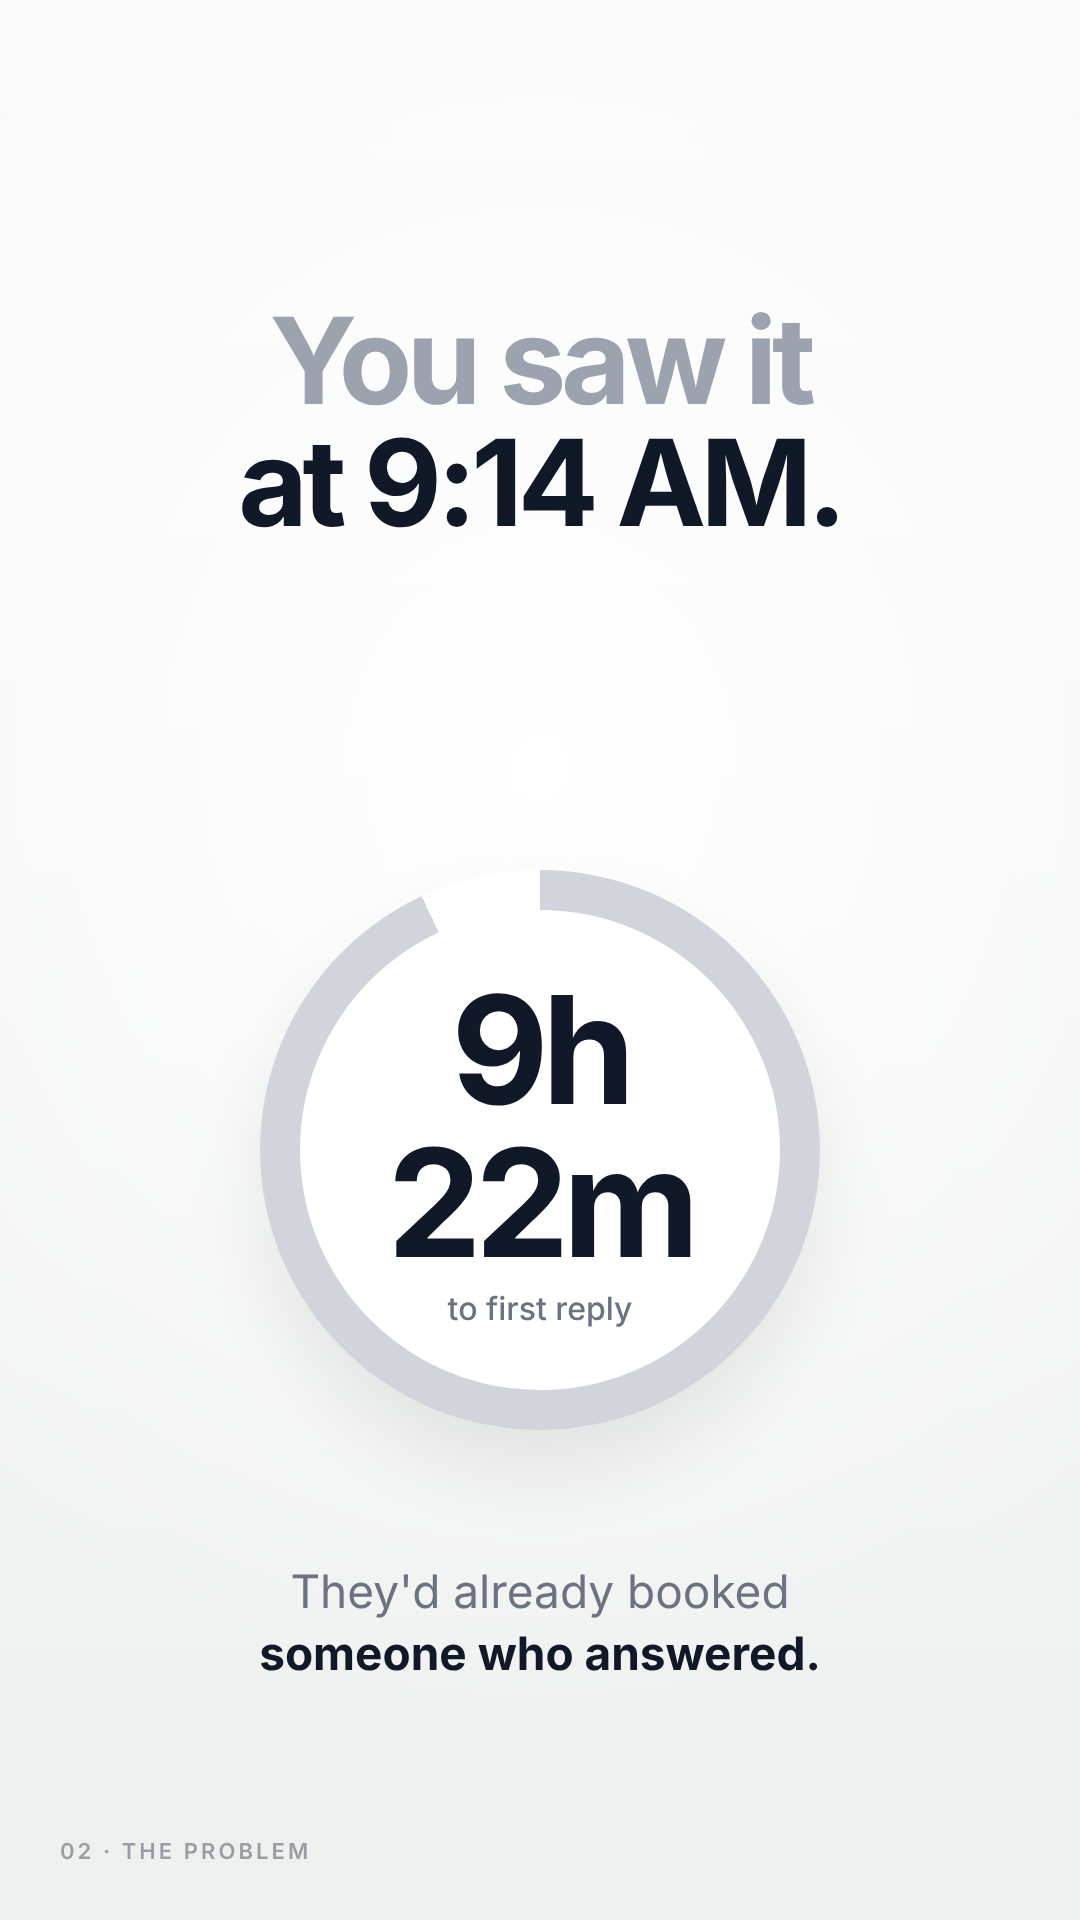 You saw it
at 9:14 AM.
9h
22m
to first reply
They'd already booked
someone who answered.
02 · THE PROBLEM